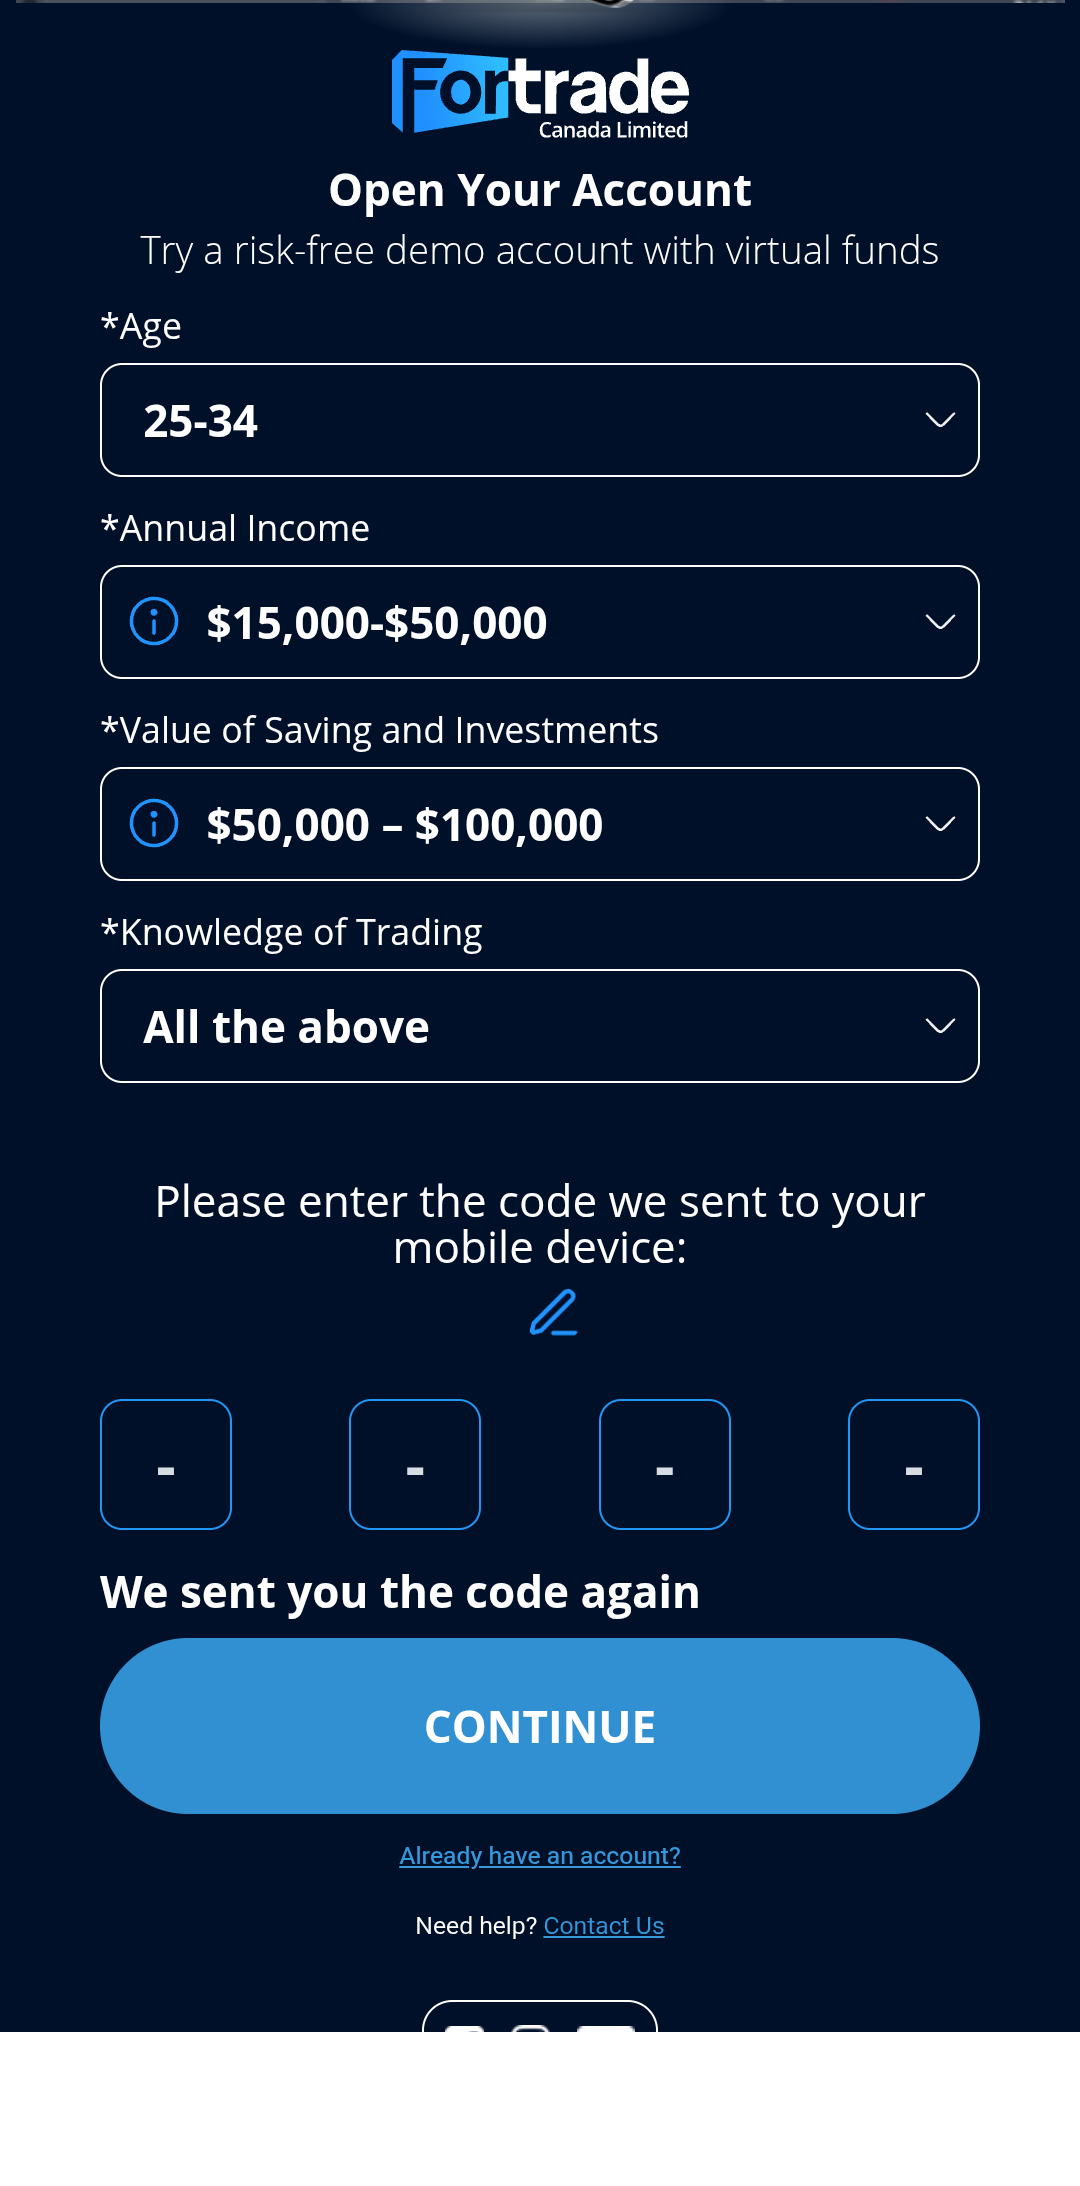 Fortrade
Canada Limited
Open Your Account
Try a risk-free demo account with virtual funds
*Age
25-34
*Annual Income
$15,000-$50,000
*Value of Saving and Investments
$50,000 – $100,000
*Knowledge of Trading
All the above
Please enter the code we sent to your
mobile device:
- - - -
We sent you the code again
CONTINUE
Already have an account?
Need help? Contact Us